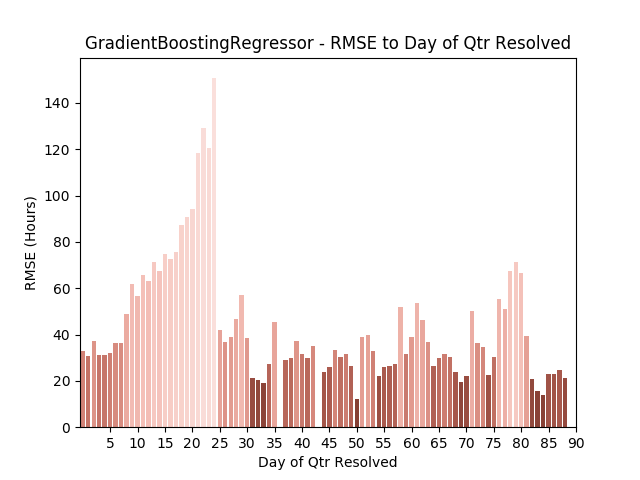 GradientBoostingRegressor - RMSE to Day of Qtr Resolved
140
120
100
80
60
40
20
0
RMSE (Hours)
5 10 15 20 25 30 35 40 45 50 55 60 65 70 75 80 85 90
Day of Qtr Resolved